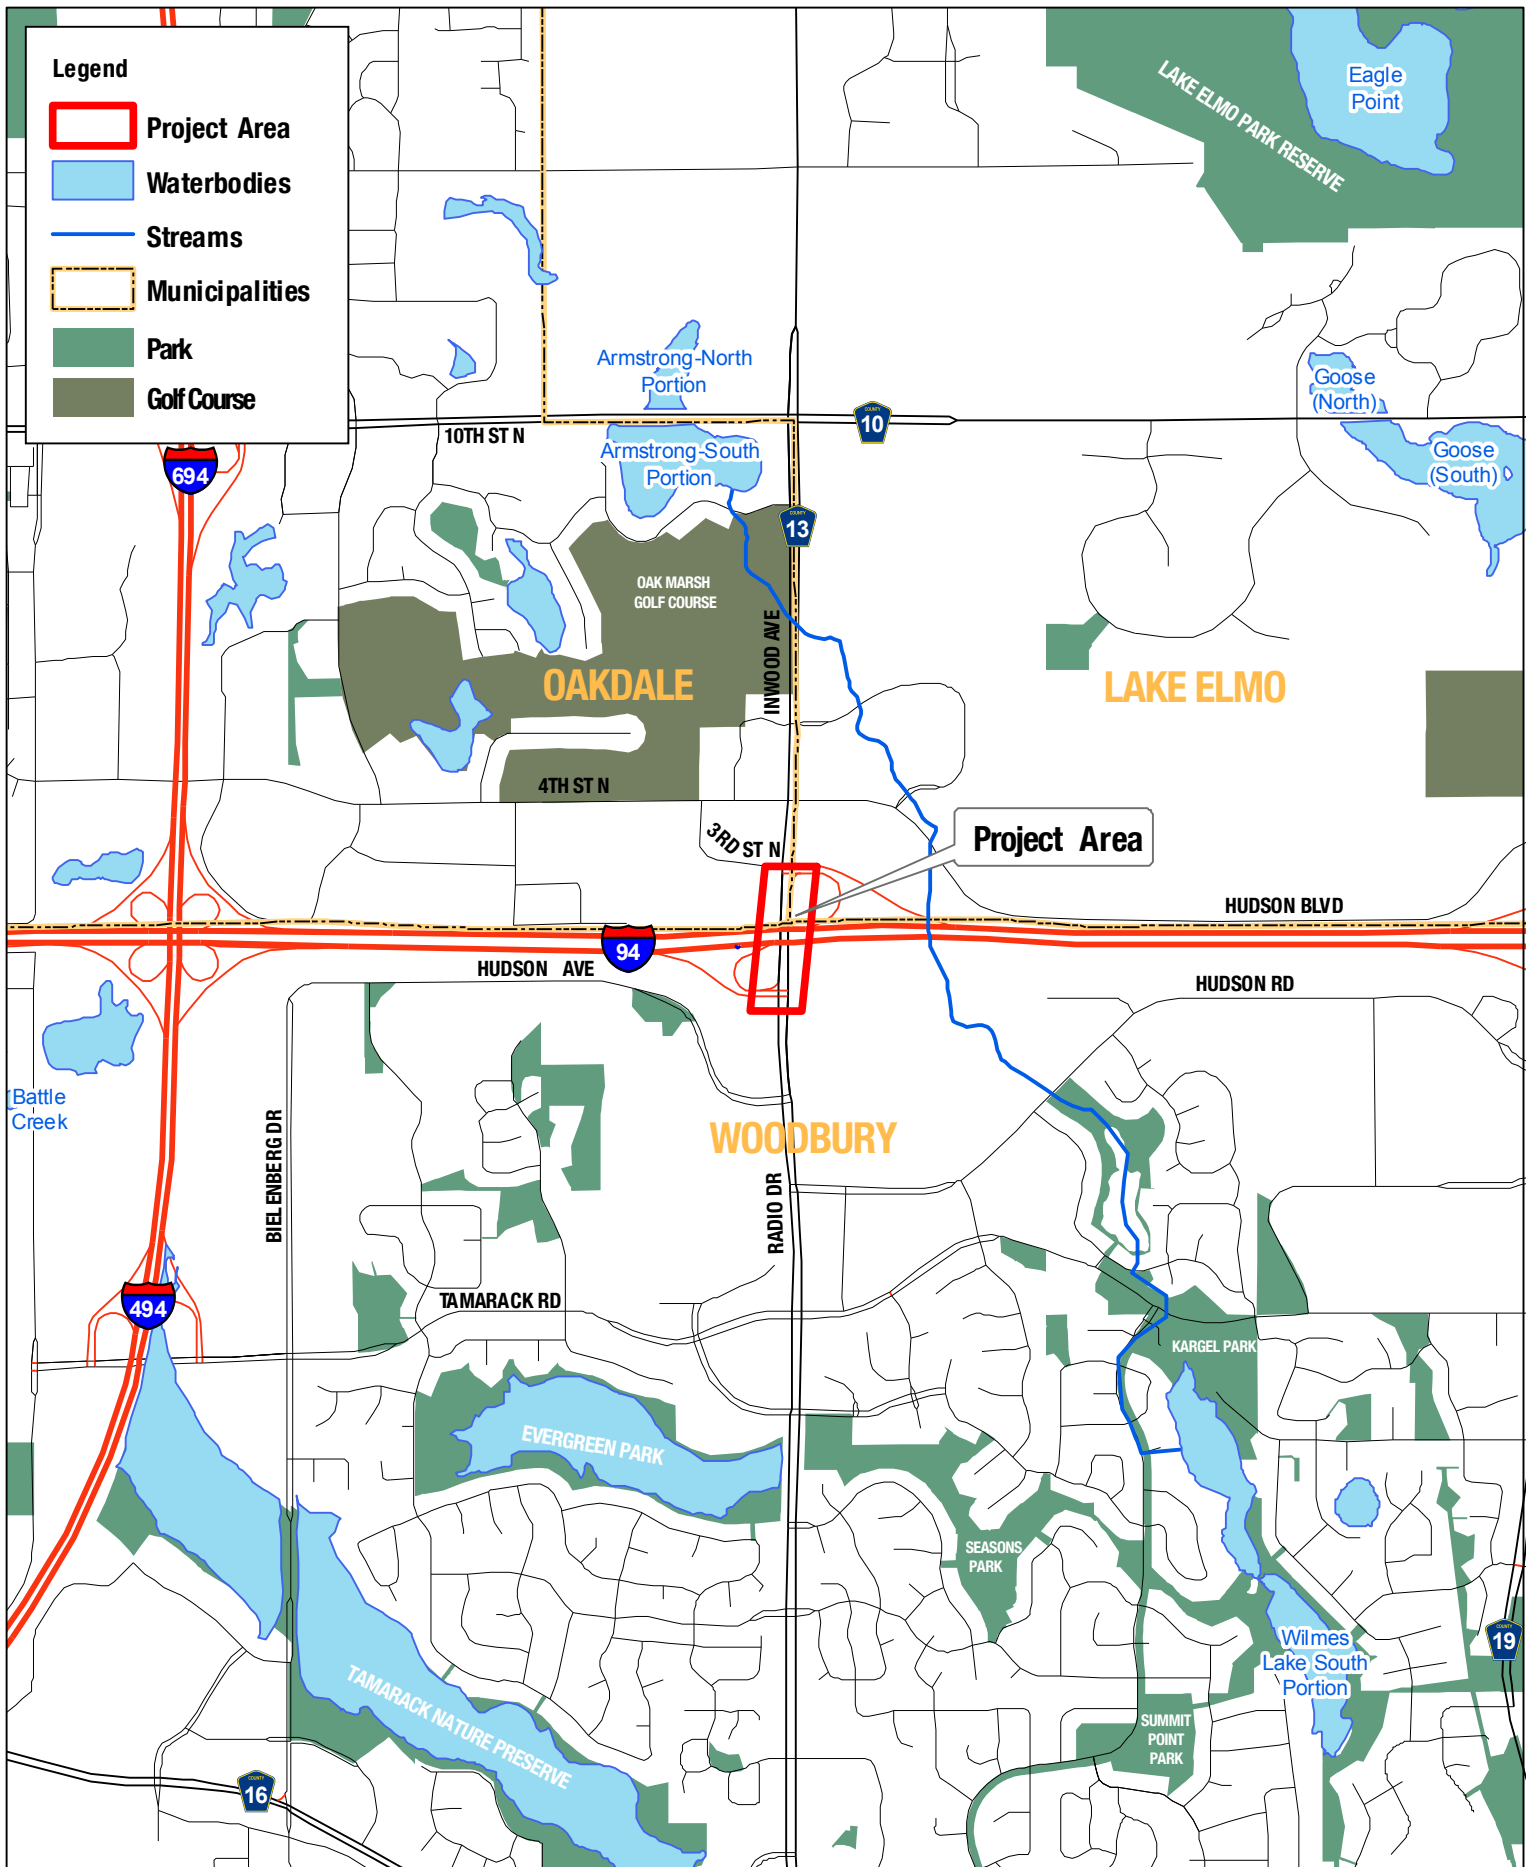 Legend
Project Area
Waterbodies
Streams
Municipalities
Park
Golf Course
Eagle
Point
LAKE ELMO PARK RESERVE
Armstrong-North
Portion
Goose
(North)
COUNTY
10
10TH ST N
Armstrong-South
Portion
Goose
(South)
694
COUNTY
13
OAK MARSH
GOLF COURSE
INWOOD AVE
OAKDALE
LAKE ELMO
4TH ST N
3RD ST N
Project Area
HUDSON BLVD
94
HUDSON AVE
HUDSON RD
Battle
Creek
BIELENBERG DR
WOODBURY
RADIO DR
494
TAMARACK RD
KARGEL PARK
EVERGREEN PARK
SEASONS
PARK
Wilmes
Lake South
Portion
COUNTY
19
TAMARACK NATURE PRESERVE
SUMMIT
POINT
PARK
COUNTY
16